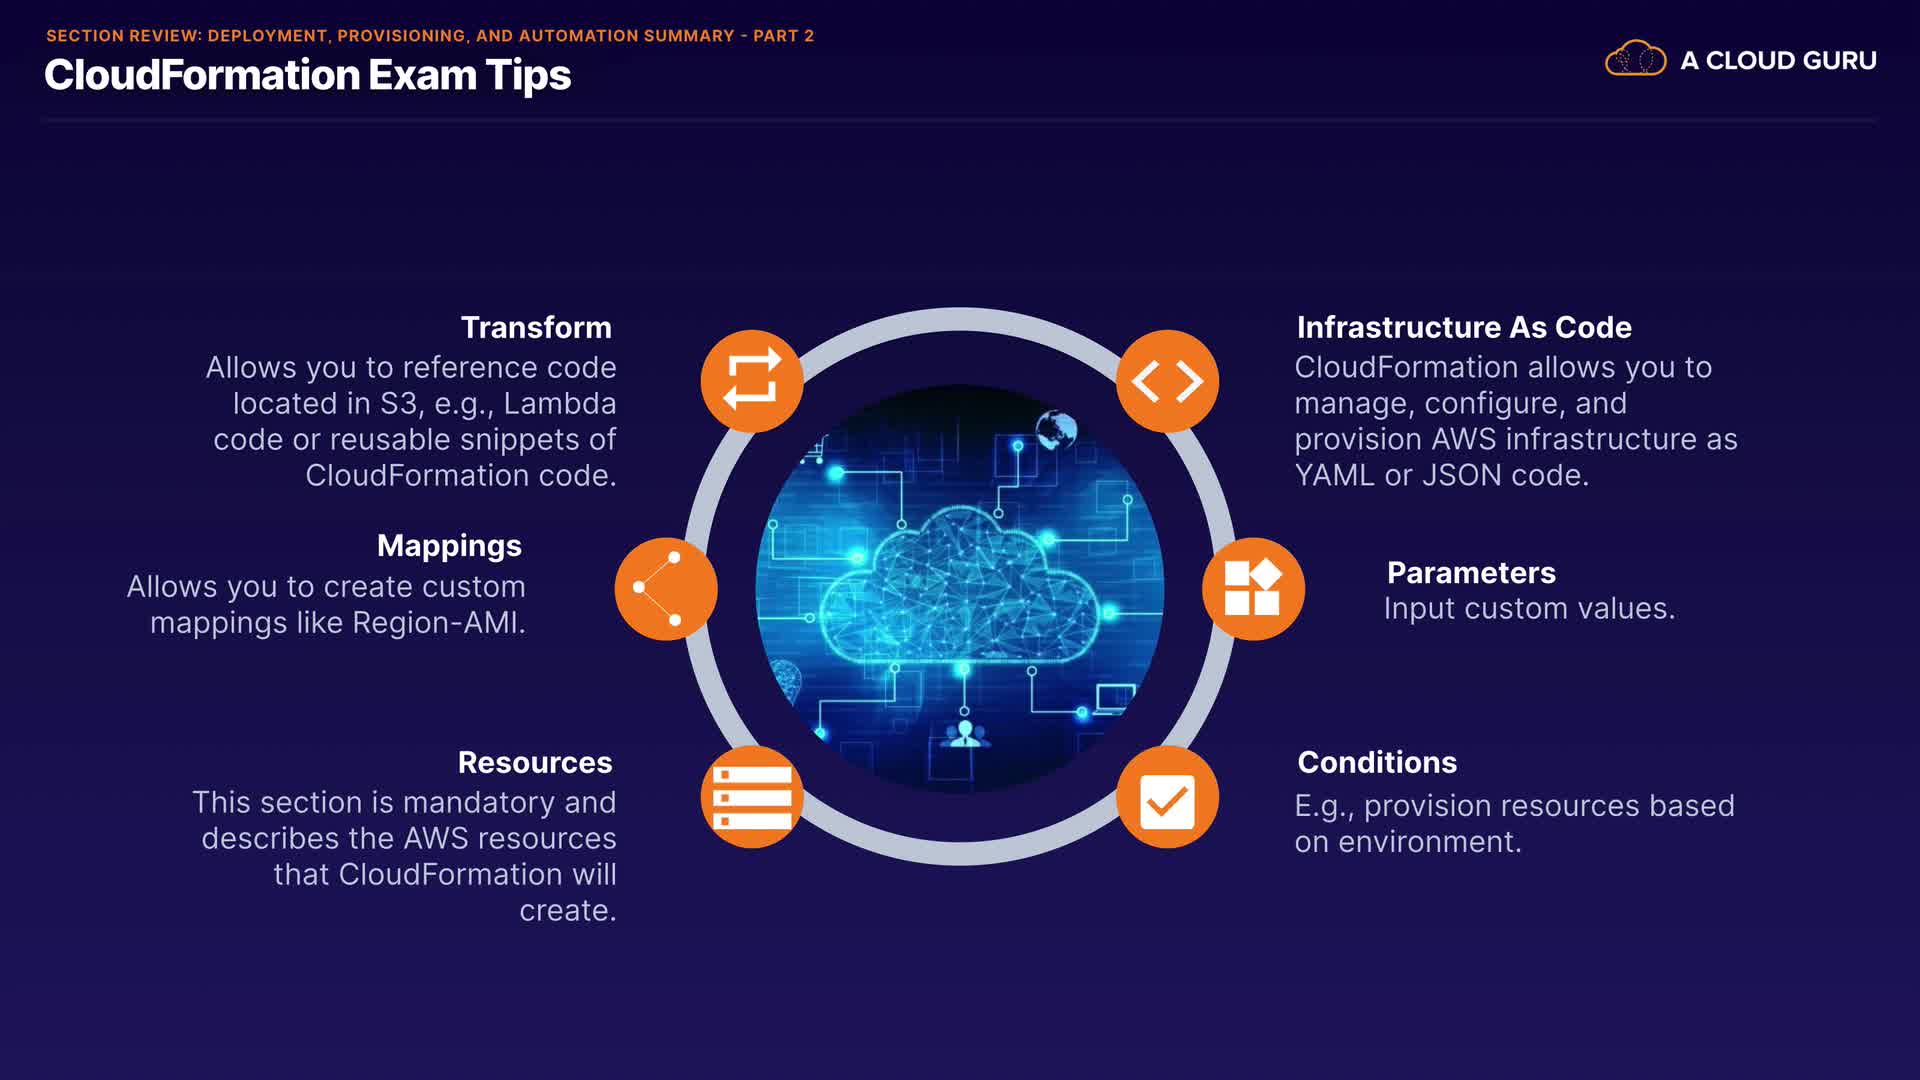 SECTION REVIEW: DEPLOYMENT, PROVISIONING, AND AUTOMATION SUMMARY - PART 2
CloudFormation Exam Tips
A CLOUD GURU
Transform
Allows you to reference code
located in S3, e.g., Lambda
code or reusable snippets of
CloudFormation code.
Infrastructure As Code
CloudFormation allows you to
manage, configure, and
provision AWS infrastructure as
YAML or JSON code.
Mappings
Allows you to create custom
mappings like Region-AMI.
Parameters
Input custom values.
Resources
This section is mandatory and
describes the AWS resources
that CloudFormation will
create.
Conditions
E.g., provision resources based
on environment.